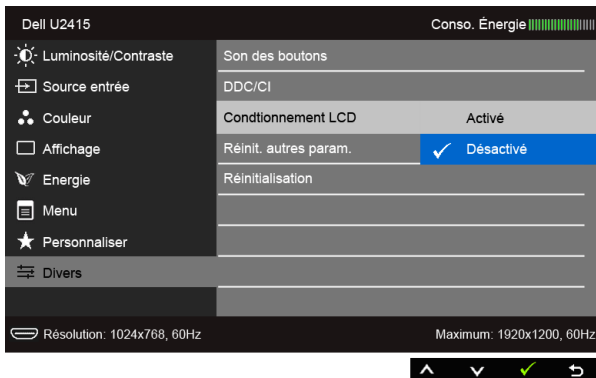 Dell U2415
Conso. Énergie
Luminosité/Contraste
Son des boutons
Source entrée
DDC/CI
Couleur
Condtionnement LCD
Activé
Affichage
Réinit. autres param.
Désactivé
Energie
Réinitialisation
Menu
Personnaliser
Divers
Résolution: 1024x768, 60Hz
Maximum: 1920x1200, 60Hz